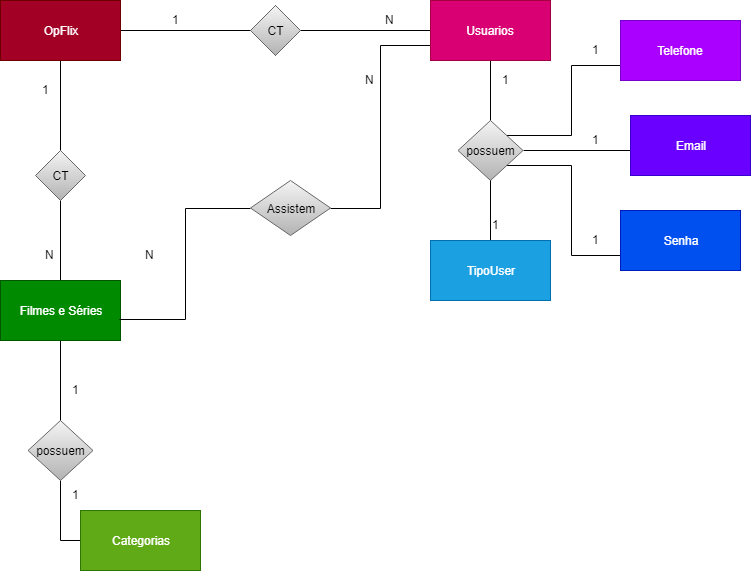 OpFlix
1
CT
N
Usuarios
1
Telefone
1
N
1
CT
1
Email
possuem
Assistem
1
Senha
1
N
N
TipoUser
Filmes e Séries
1
possuem
1
Categorias